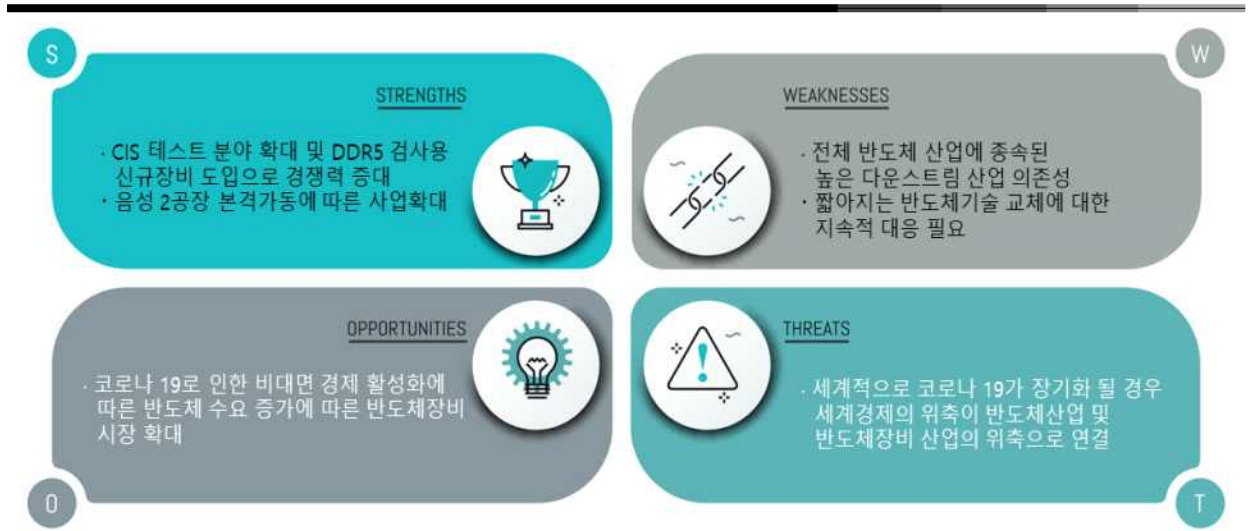 S
STRENGTHS
· CIS 테스트 분야 확대 및 DDR5 검사용
신규장비 도입으로 경쟁력 증대
· 음성 2공장 본격가동에 따른 사업확대
W
WEAKNESSES
· 전체 반도체 산업에 종속된
높은 다운스트림 산업 의존성
· 짧아지는 반도체기술 교체에 대한
지속적 대응 필요
OPPORTUNITIES
· 코로나 19로 인한 비대면 경제 활성화에
따른 반도체 수요 증가에 따른 반도체장비
시장 확대
O
THREATS
· 세계적으로 코로나 19가 장기화 될 경우
세계경제의 위축이 반도체산업 및
반도체장비 산업의 위축으로 연결
T